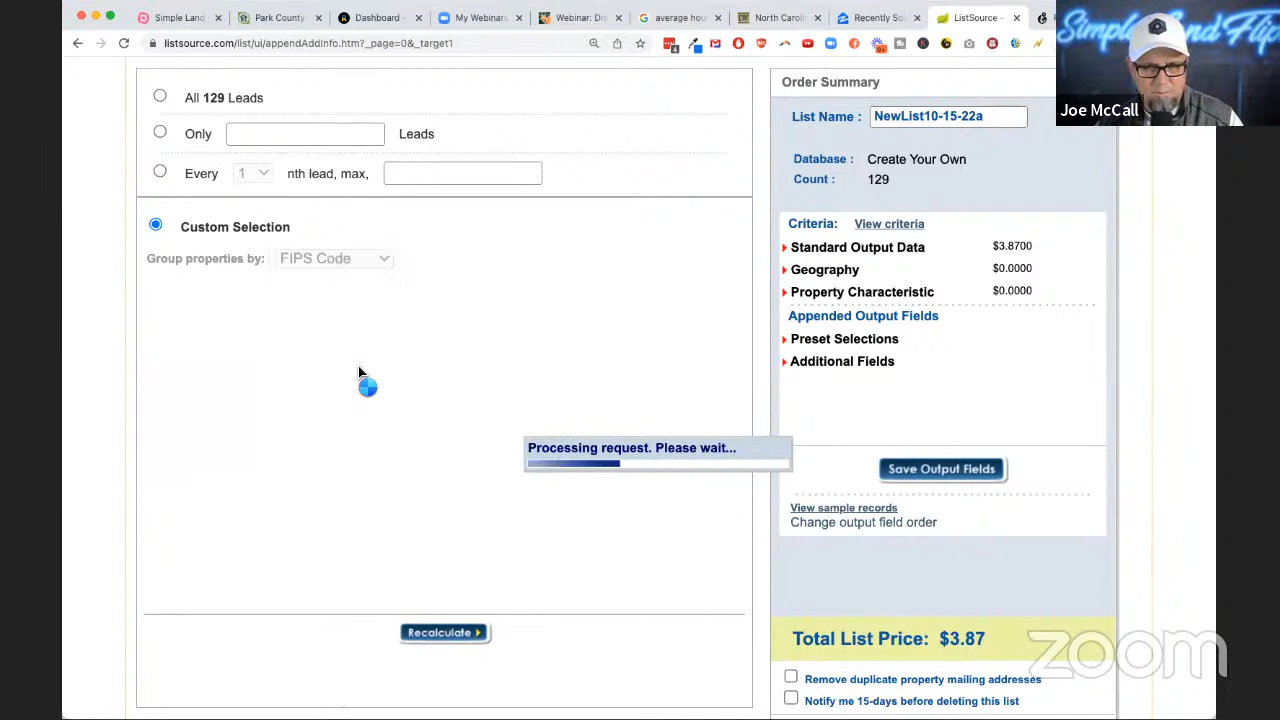 Simple Land
Park County
Dashboard -
My Webinars
Webinar: Dis
average hou
North Carolin
Recently So
ListSource -
listsource.com/list/ui/appendAddInfo.htm?_page=0&_target1
Simple Land Flip
Joe McCall
All 129 Leads
Only
Leads
Every
1
nth lead, max,
Custom Selection
Group properties by:
FIPS Code
Processing request. Please wait...
Recalculate
Order Summary
List Name :
NewList10-15-22a
Database :
Create Your Own
Count :
129
Criteria:
View criteria
Standard Output Data
$3.8700
Geography
$0.0000
Property Characteristic
$0.0000
Appended Output Fields
Preset Selections
Additional Fields
Save Output Fields
View sample records
Change output field order
Total List Price: $3.87
Remove duplicate property mailing addresses
Notify me 15-days before deleting this list
zoom